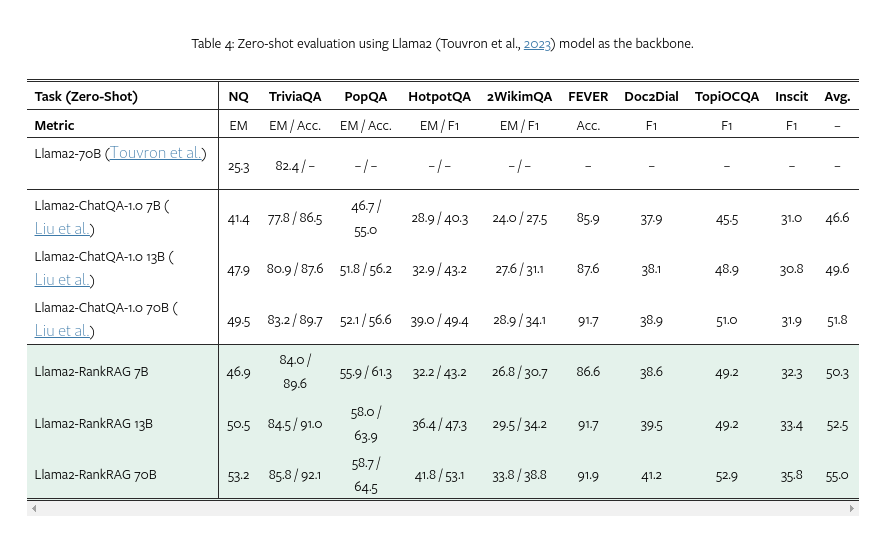 Table 4: Zero-shot evaluation using Llama2 (Touvron et al., 2023) model as the backbone.
Task (Zero-Shot) NQ TriviaQA PopQA HotpotQA 2WikimQA FEVER Doc2Dial TopiOCQA Inscit Avg.
Metric EM EM / Acc. EM / Acc. EM / F1 EM / F1 Acc. F1 F1 F1 –
Llama2-70B (Touvron et al.) 25.3 82.4 / – – / – – / – – / – – – – – –
Llama2-ChatQA-1.0 7B (
Liu et al.) 41.4 77.8 / 86.5 46.7 /
55.0 28.9 / 40.3 24.0 / 27.5 85.9 37.9 45.5 31.0 46.6
Llama2-ChatQA-1.0 13B (
Liu et al.) 47.9 80.9 / 87.6 51.8 / 56.2 32.9 / 43.2 27.6 / 31.1 87.6 38.1 48.9 30.8 49.6
Llama2-ChatQA-1.0 70B (
Liu et al.) 49.5 83.2 / 89.7 52.1 / 56.6 39.0 / 49.4 28.9 / 34.1 91.7 38.9 51.0 31.9 51.8
Llama2-RankRAG 7B 46.9 84.0 /
89.6 55.9 / 61.3 32.2 / 43.2 26.8 / 30.7 86.6 38.6 49.2 32.3 50.3
Llama2-RankRAG 13B 50.5 84.5 / 91.0 58.0 /
63.9 36.4 / 47.3 29.5 / 34.2 91.7 39.5 49.2 33.4 52.5
Llama2-RankRAG 70B 53.2 85.8 / 92.1 58.7 /
64.5 41.8 / 53.1 33.8 / 38.8 91.9 41.2 52.9 35.8 55.0